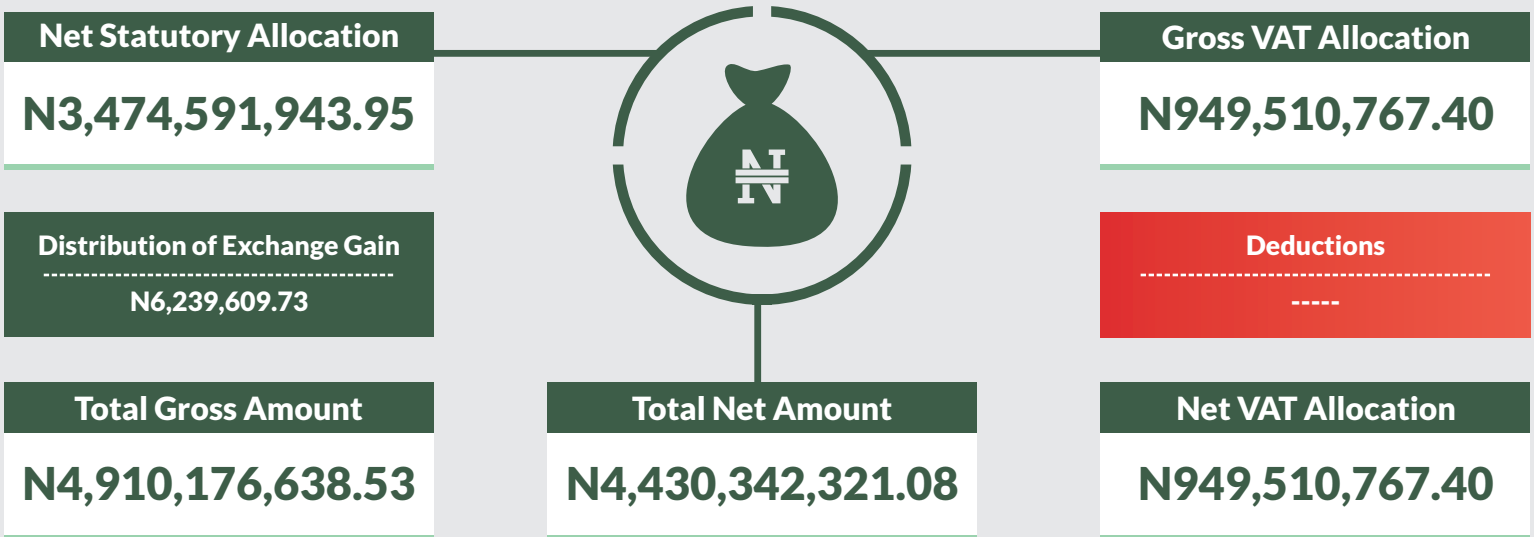 Net Statutory Allocation
N3,474,591,943.95
Gross VAT Allocation
N949,510,767.40
₦
Distribution of Exchange Gain
N6,239,609.73
Deductions
-----
Total Gross Amount
N4,910,176,638.53
Total Net Amount
N4,430,342,321.08
Net VAT Allocation
N949,510,767.40